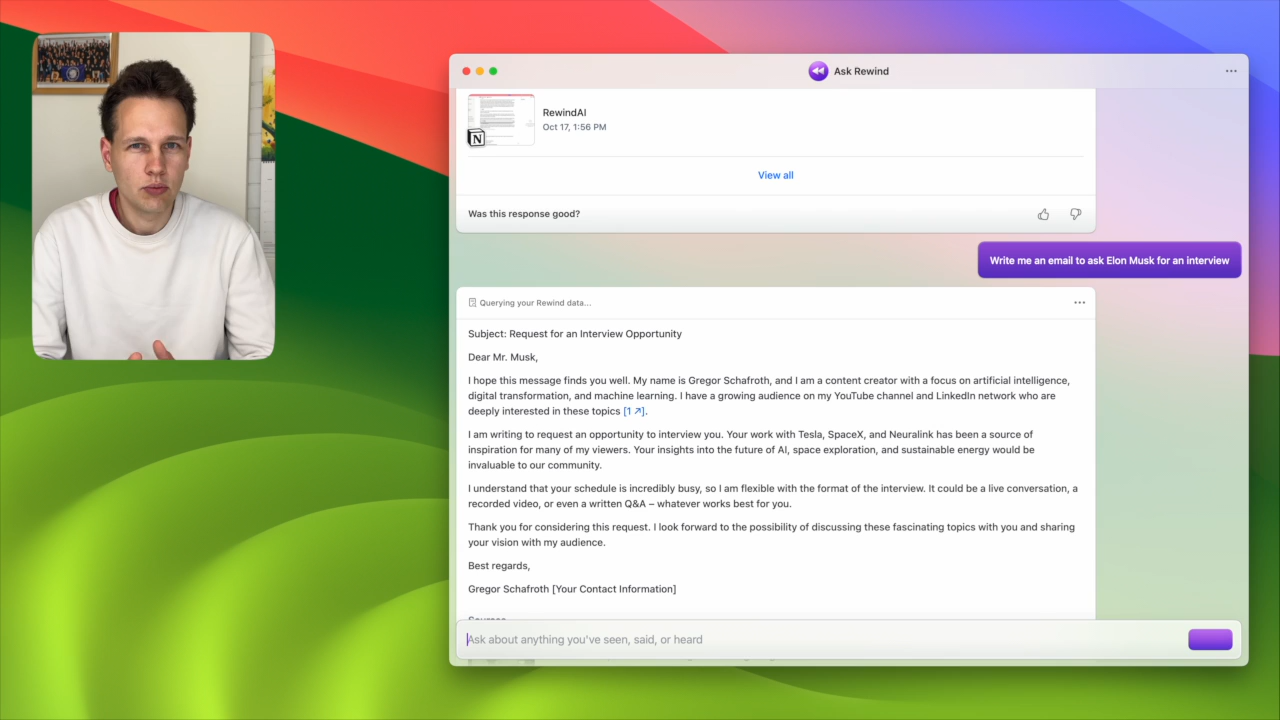 Ask Rewind
RewindAI
N
Oct 17, 1:56 PM
View all
Was this response good?
Write me an email to ask Elon Musk for an interview
Querying your Rewind data...
Subject: Request for an Interview Opportunity
Dear Mr. Musk,
I hope this message finds you well. My name is Gregor Schafroth, and I am a content creator with a focus on artificial intelligence,
digital transformation, and machine learning. I have a growing audience on my YouTube channel and LinkedIn network who are
deeply interested in these topics [1 ↗].
I am writing to request an opportunity to interview you. Your work with Tesla, SpaceX, and Neuralink has been a source of
inspiration for many of my viewers. Your insights into the future of AI, space exploration, and sustainable energy would be
invaluable to our community.
I understand that your schedule is incredibly busy, so I am flexible with the format of the interview. It could be a live conversation, a
recorded video, or even a written Q&A – whatever works best for you.
Thank you for considering this request. I look forward to the possibility of discussing these fascinating topics with you and sharing
your vision with my audience.
Best regards,
Gregor Schafroth [Your Contact Information]
Sources
Ask about anything you've seen, said, or heard